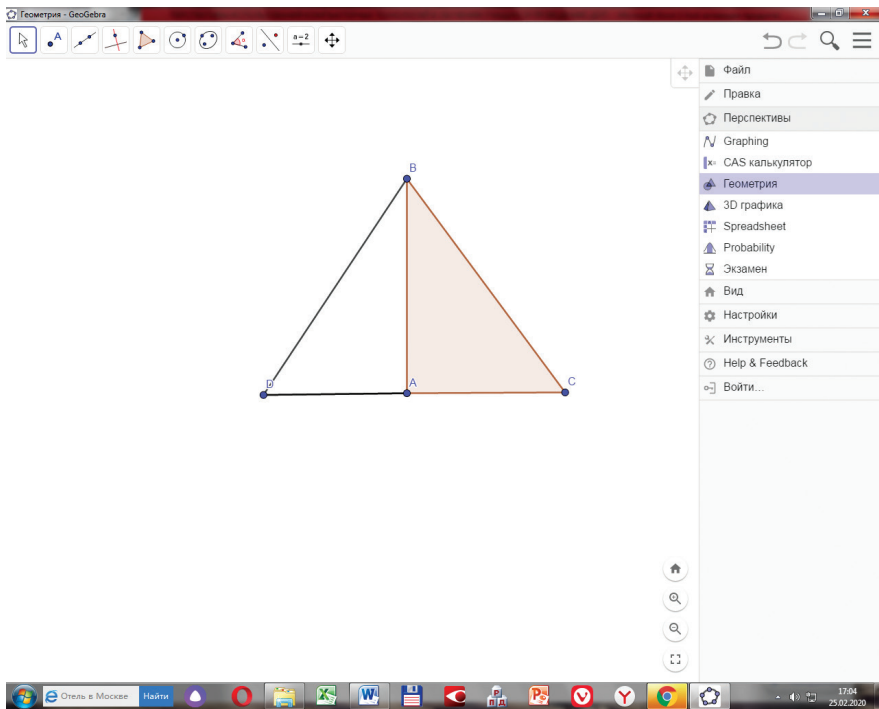 Геометрия - GeoGebra
A
a=2
Файл
Правка
Перспективы
Graphing
x= CAS калькулятор
Геометрия
3D графика
Spreadsheet
Probability
Экзамен
Вид
Настройки
Инструменты
Help & Feedback
Войти...
B
D
A
C
Отель в Москве
Найти
17:04
25.02.2020